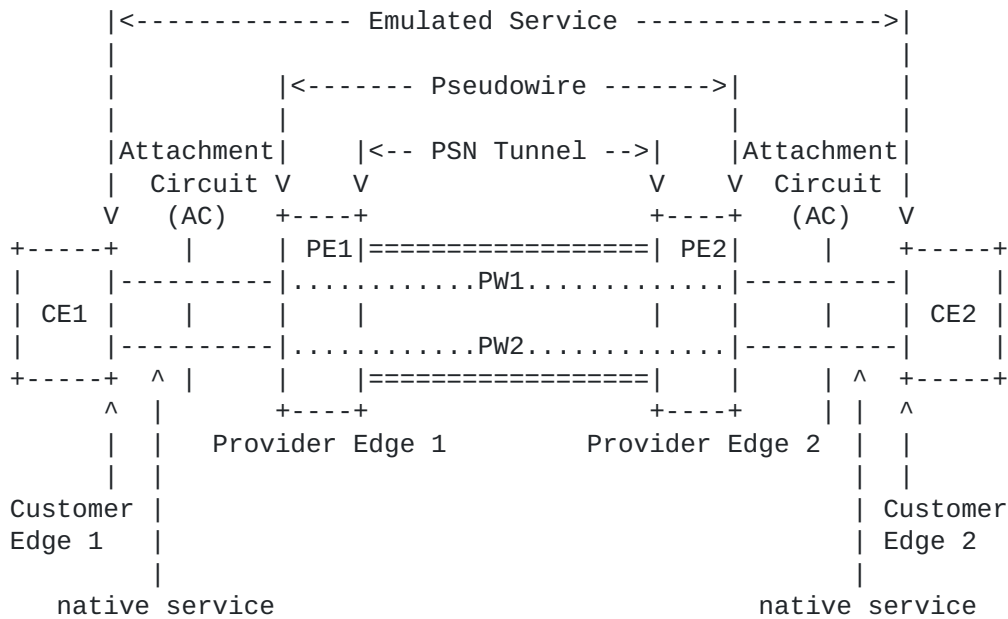 |<-------------- Emulated Service ---------------->|
|<------- Pseudowire ------->|
|Attachment| |<-- PSN Tunnel -->| |Attachment|
| Circuit V V V V Circuit |
V (AC) +----+ +----+ (AC) V
+-----+ | | PE1|==================| PE2| | +-----+
| |----------|............PW1.............|----------| |
| CE1 | | | | | | | | CE2 |
| |----------|............PW2.............|----------| |
+-----+ ^ | | |==================| | | ^ +-----+
^ | +----+ +----+ | | ^
| | Provider Edge 1 Provider Edge 2 | |
Customer | | Customer
Edge 1 | | Edge 2
native service native service